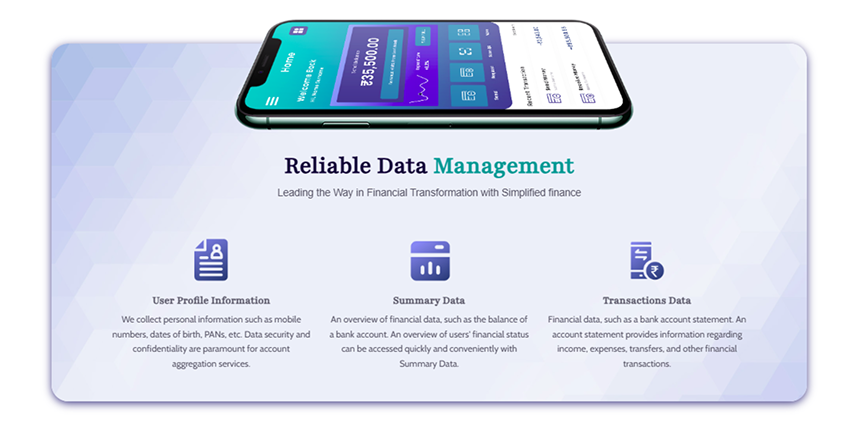 Home
Welcome Back
₹35,500.00
Recent Transactions
Reliable Data Management
Leading the Way in Financial Transformation with Simplified finance
User Profile Information
We collect personal information such as mobile
numbers, dates of birth, PANs, etc. Data security and
confidentiality are paramount for account
aggregation services.
Summary Data
An overview of financial data, such as the balance of
a bank account. An overview of users' financial status
can be accessed quickly and conveniently with
Summary Data.
Transactions Data
Financial data, such as a bank account statement. An
account statement provides information regarding
income, expenses, transfers, and other financial
transactions.